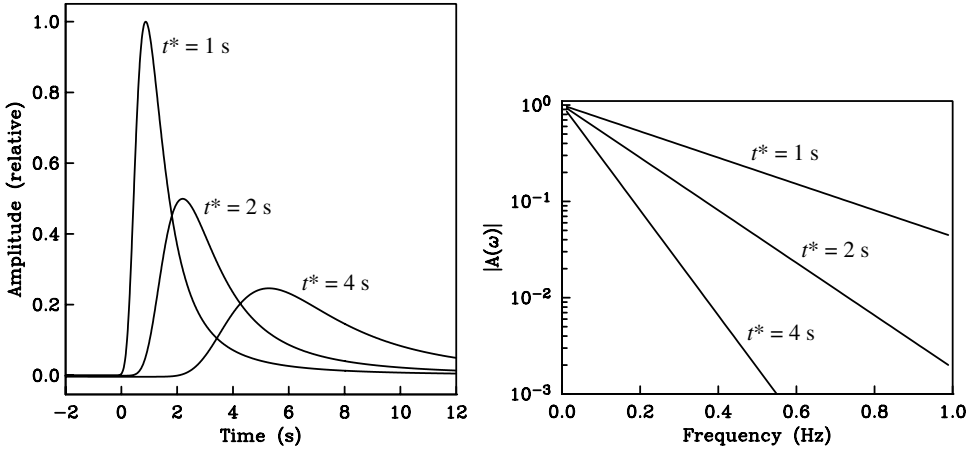 Amplitude (relative)
1.0
0.8
0.6
0.4
0.2
0.0
t* = 1 s
t* = 2 s
t* = 4 s
−2 0 2 4 6 8 10 12
Time (s)
|A(ω)|
10⁰
10⁻¹
10⁻²
10⁻³
t* = 1 s
t* = 2 s
t* = 4 s
0.0 0.2 0.4 0.6 0.8 1.0
Frequency (Hz)